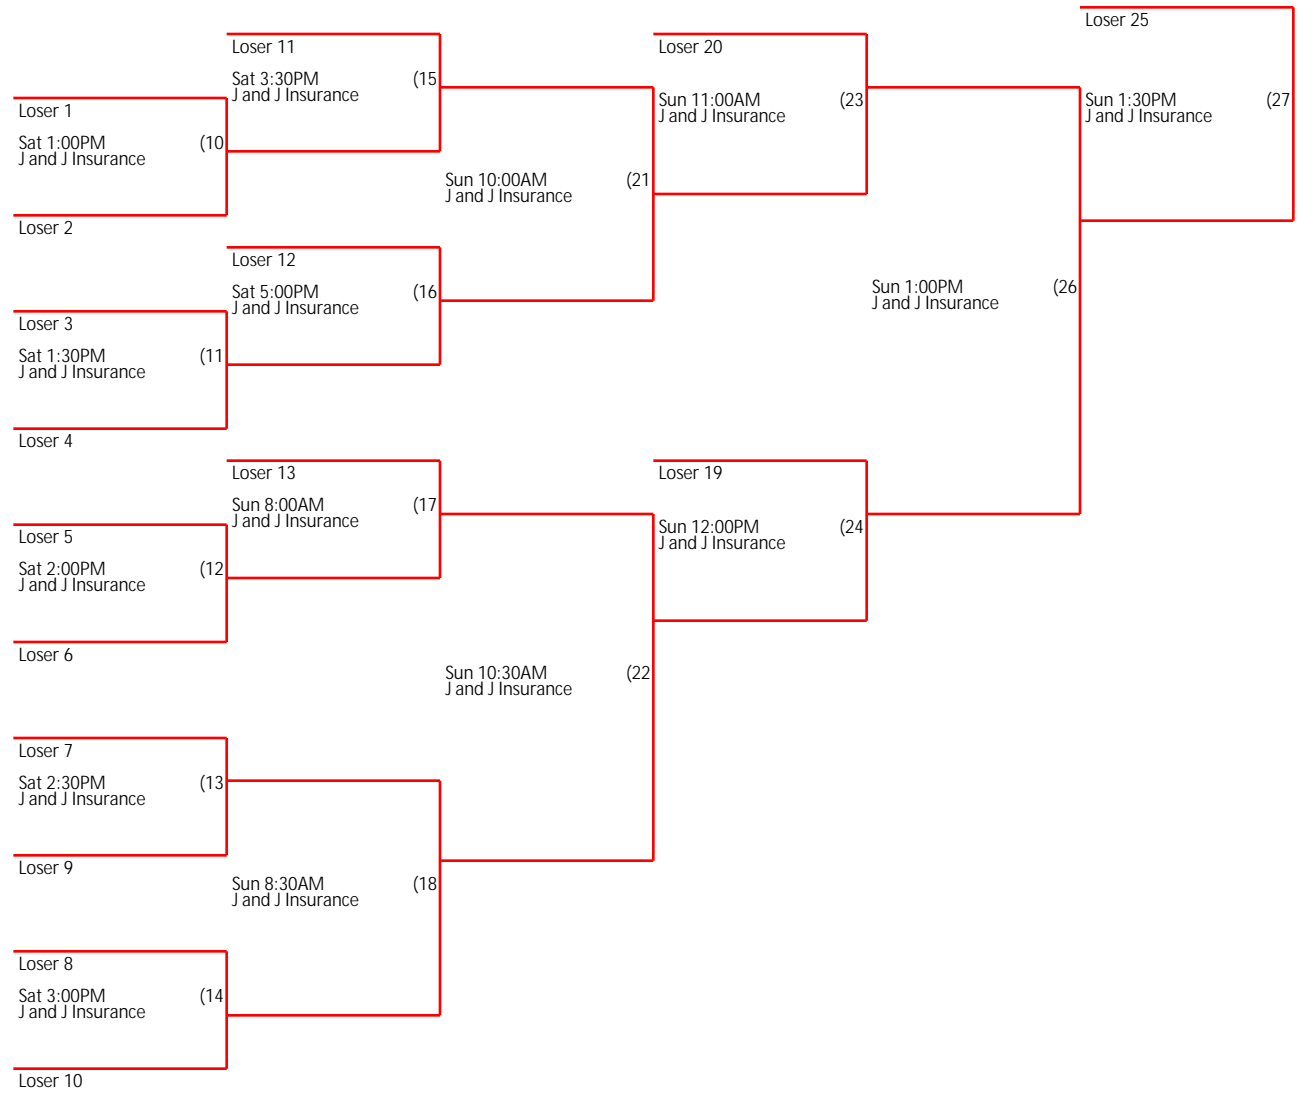 Loser 25
Loser 11
Loser 20
Sat 3:30PM (15
J and J Insurance
Sun 11:00AM (23
J and J Insurance
Sun 1:30PM (27
J and J Insurance
Loser 1
Sat 1:00PM (10
J and J Insurance
Sun 10:00AM (21
J and J Insurance
Loser 2
Loser 12
Sat 5:00PM (16
J and J Insurance
Sun 1:00PM (26
J and J Insurance
Loser 3
Sat 1:30PM (11
J and J Insurance
Loser 4
Loser 13
Loser 19
Sun 8:00AM (17
J and J Insurance
Sun 12:00PM (24
J and J Insurance
Loser 5
Sat 2:00PM (12
J and J Insurance
Loser 6
Sun 10:30AM (22
J and J Insurance
Loser 7
Sat 2:30PM (13
J and J Insurance
Loser 9
Sun 8:30AM (18
J and J Insurance
Loser 8
Sat 3:00PM (14
J and J Insurance
Loser 10